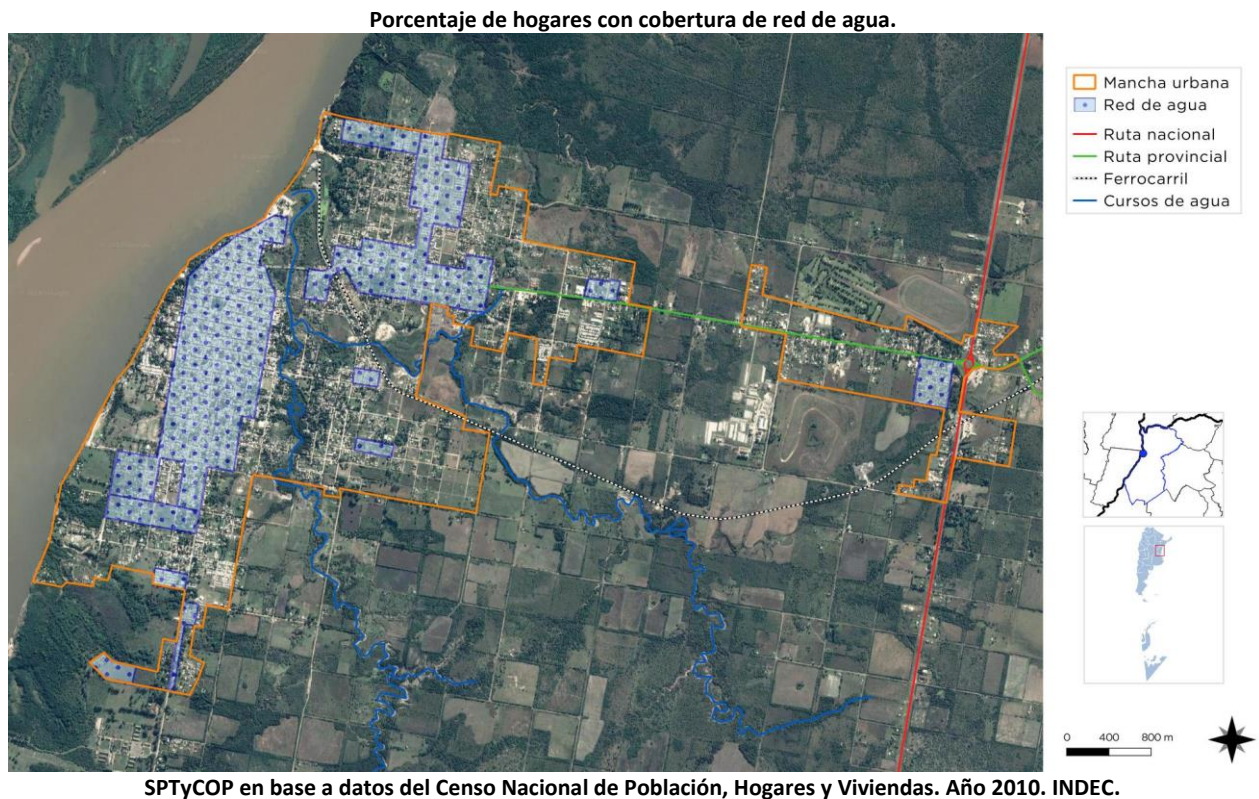 Porcentaje de hogares con cobertura de red de agua.
Mancha urbana
Red de agua
Ruta nacional
Ruta provincial
Ferrocarril
Cursos de agua
0 400 800 m
SPTyCOP en base a datos del Censo Nacional de Población, Hogares y Viviendas. Año 2010. INDEC.